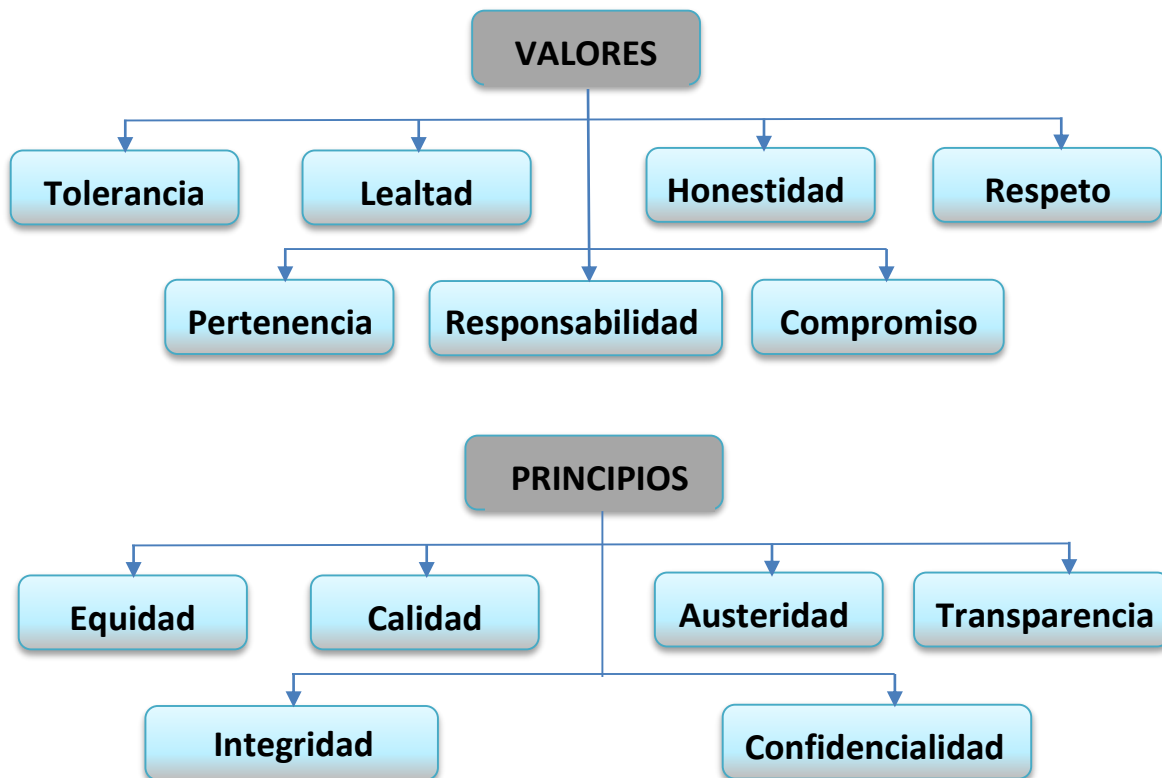 VALORES
Tolerancia
Lealtad
Honestidad
Respeto
Pertenencia
Responsabilidad
Compromiso
PRINCIPIOS
Equidad
Calidad
Austeridad
Transparencia
Integridad
Confidencialidad